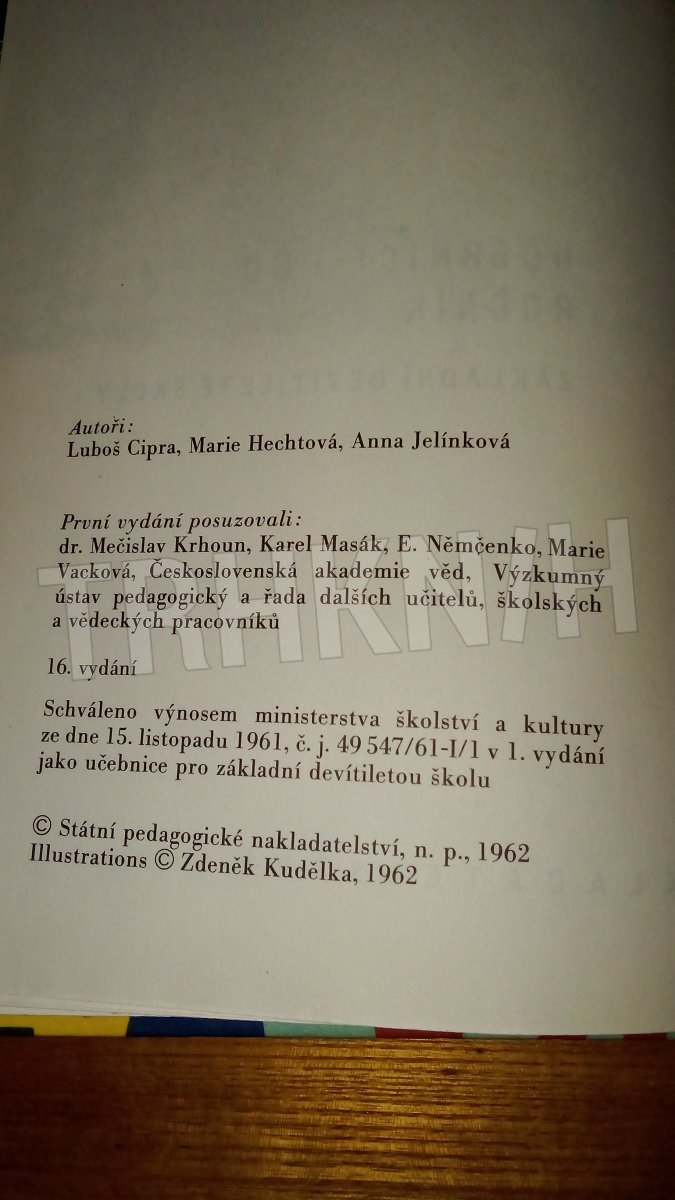 Autoři:
Luboš Cipra, Marie Hechtová, Anna Jelínková
První vydání posuzovali:
dr. Mečislav Krhoun, Karel Masák, E. Němčenko, Marie
Vacková, Československá akademie věd, Výzkumný
ústav pedagogický a řada dalších učitelů, školských
a vědeckých pracovníků
TRHKNIH
16. vydání
Schváleno výnosem ministerstva školství a kultury
ze dne 15. listopadu 1961, č. j. 49 547/61-I/1 v 1. vydání
jako učebnice pro základní devítiletou školu
© Státní pedagogické nakladatelství, n. p., 1962
Illustrations © Zdeněk Kudělka, 1962